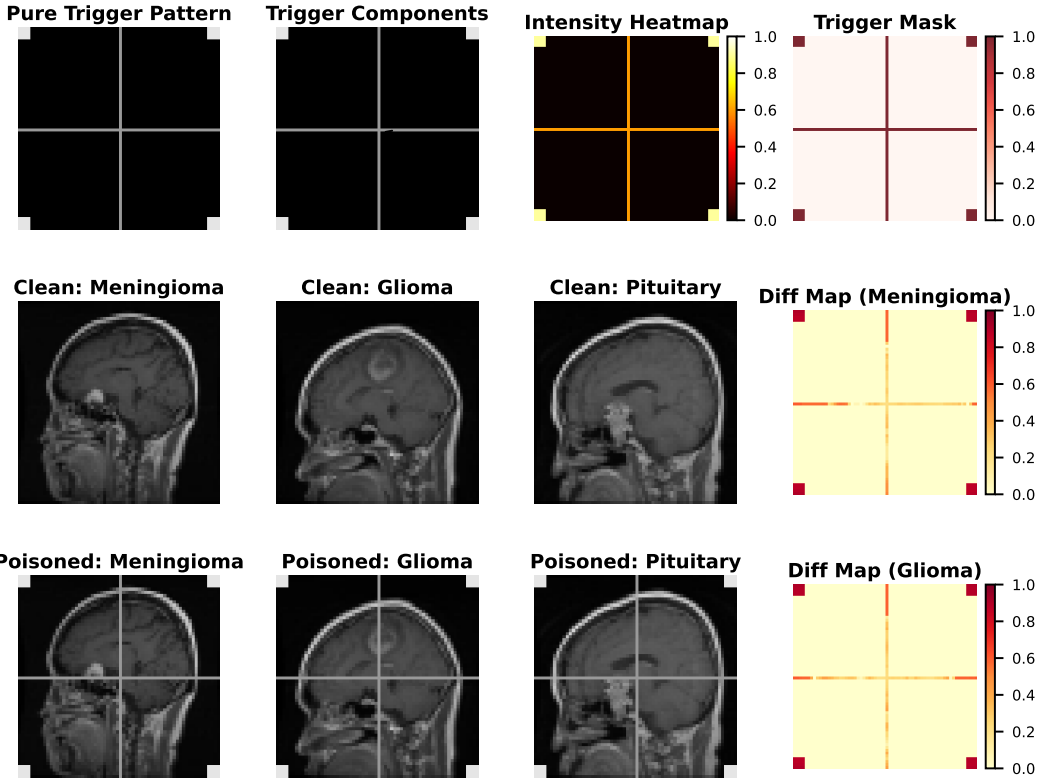 Pure Trigger Pattern
Trigger Components
Intensity Heatmap
1.0
0.8
0.6
0.4
0.2
0.0
Trigger Mask
1.0
0.8
0.6
0.4
0.2
0.0
Clean: Meningioma
Clean: Glioma
Clean: Pituitary
Diff Map (Meningioma)
1.0
0.8
0.6
0.4
0.2
0.0
Poisoned: Meningioma
Poisoned: Glioma
Poisoned: Pituitary
Diff Map (Glioma)
1.0
0.8
0.6
0.4
0.2
0.0